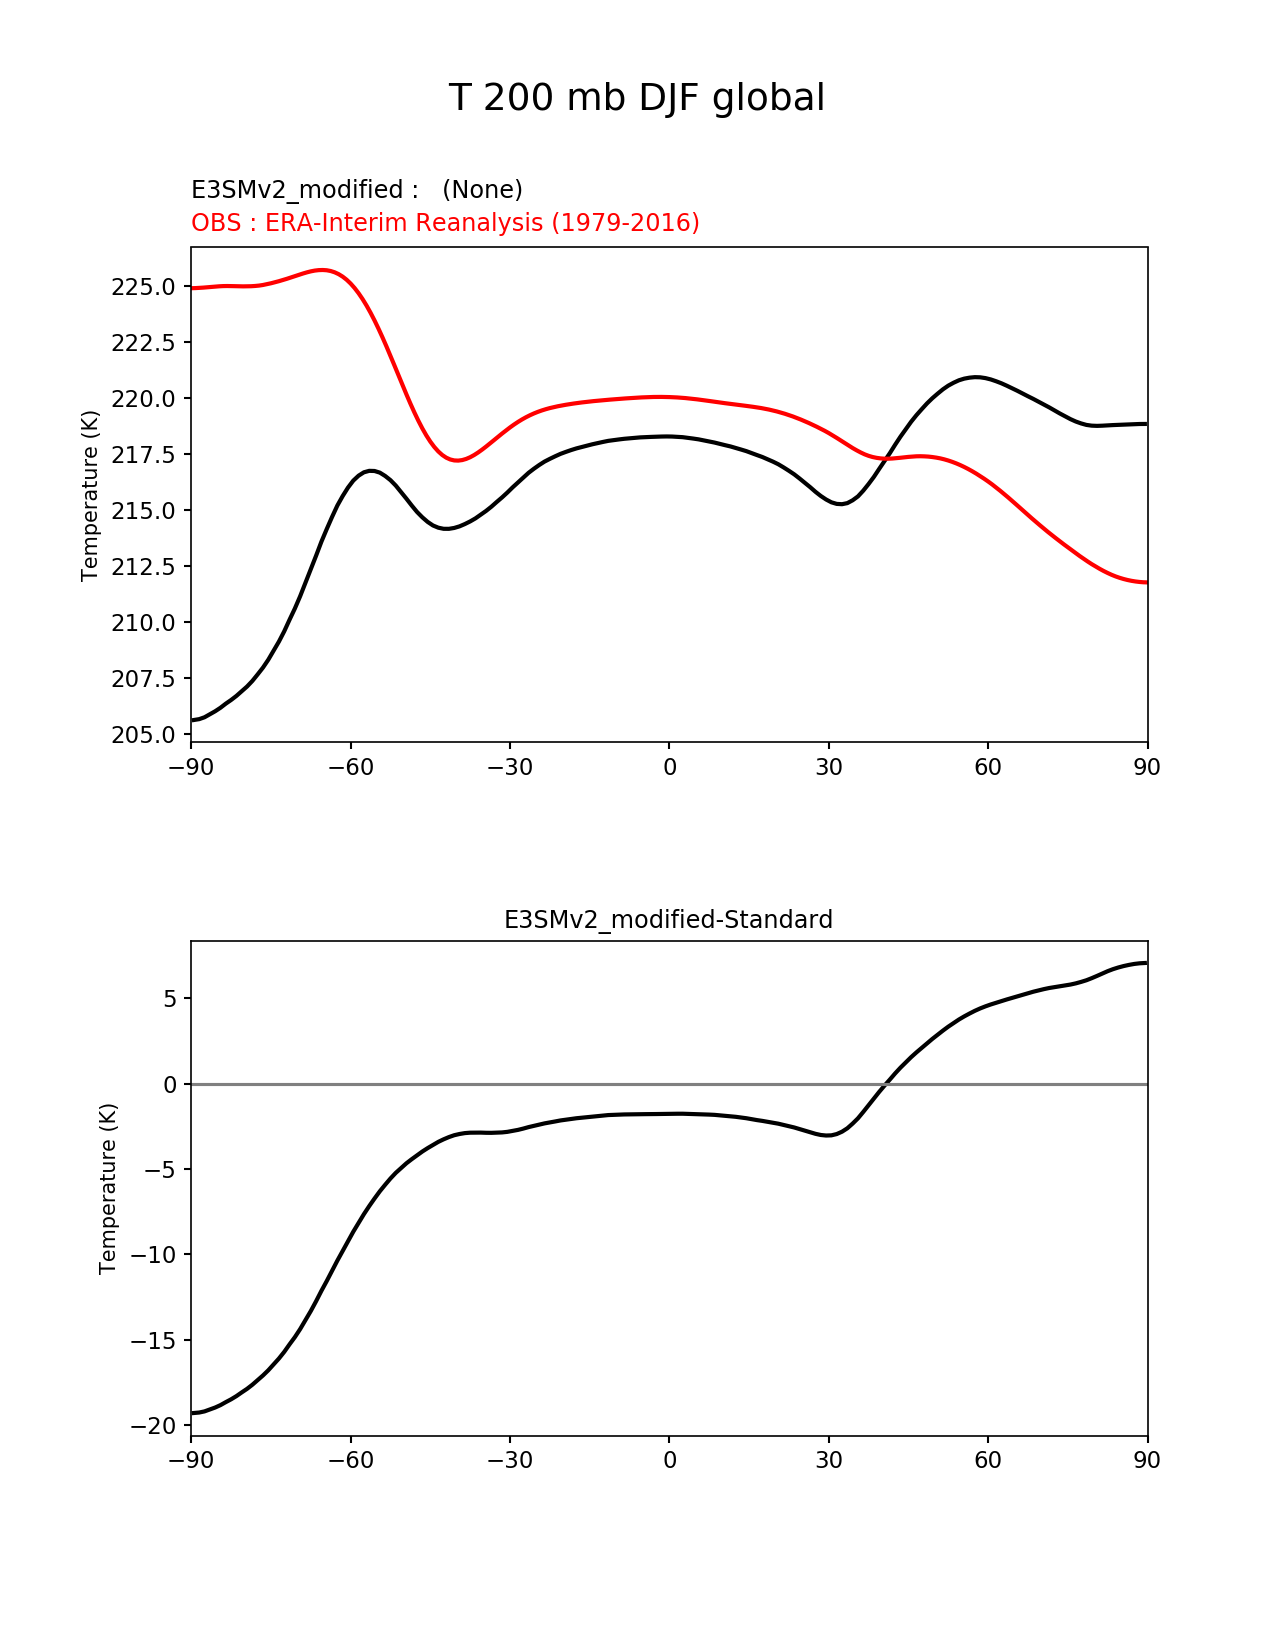 T 200 mb DJF global
E3SMv2_modified :   (None)
OBS : ERA-Interim Reanalysis (1979-2016)
225.0
222.5
220.0
217.5
215.0
212.5
210.0
207.5
205.0
Temperature (K)
−90 −60 −30 0 30 60 90
E3SMv2_modified-Standard
5
0
−5
−10
−15
−20
Temperature (K)
−90 −60 −30 0 30 60 90